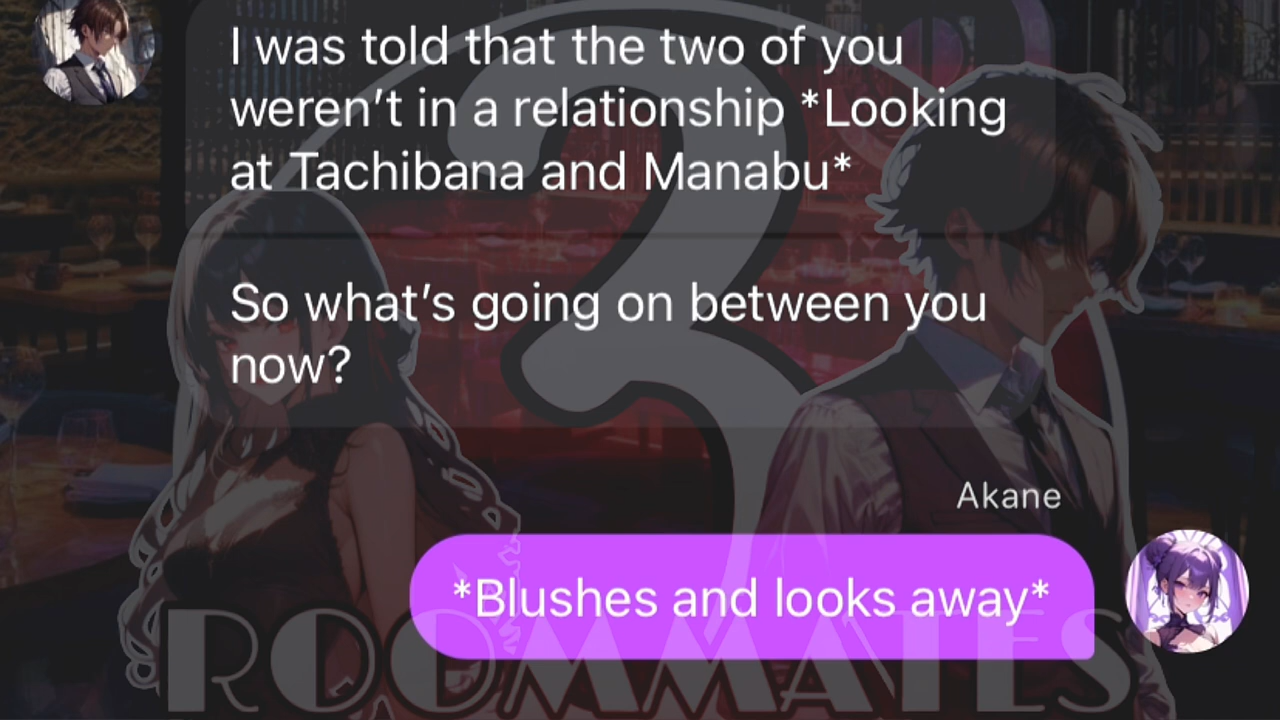 I was told that the two of you
weren't in a relationship *Looking
at Tachibana and Manabu*
So what's going on between you
now?
Akane
*Blushes and looks away*
ROOMMATES